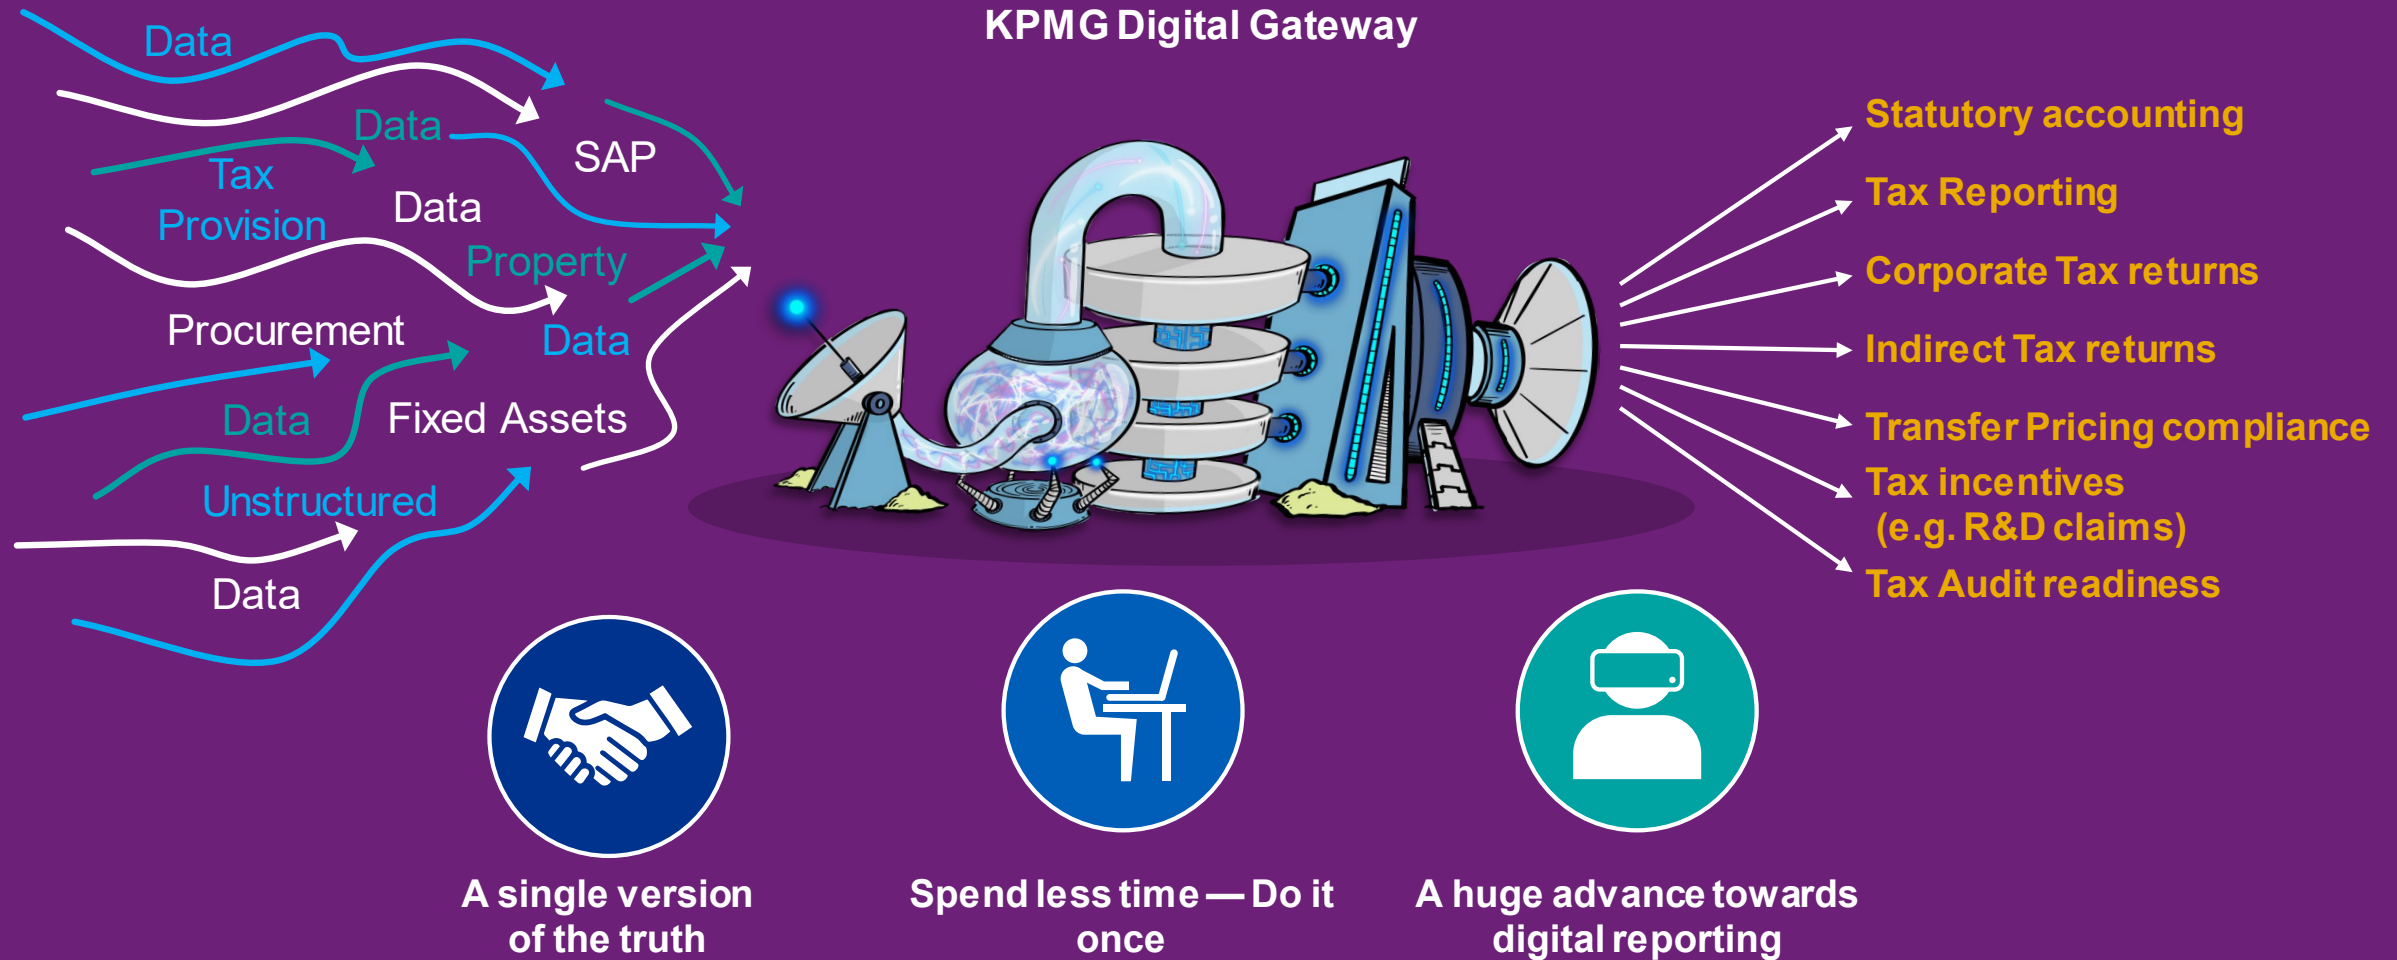 KPMG Digital Gateway
Data
Data
SAP
Tax
Provision
Data
Property
Procurement
Data
Data
Fixed Assets
Unstructured
Data
Statutory accounting
Tax Reporting
Corporate Tax returns
Indirect Tax returns
Transfer Pricing compliance
Tax incentives
(e.g. R&D claims)
Tax Audit readiness
A single version
of the truth
Spend less time — Do it
once
A huge advance towards
digital reporting